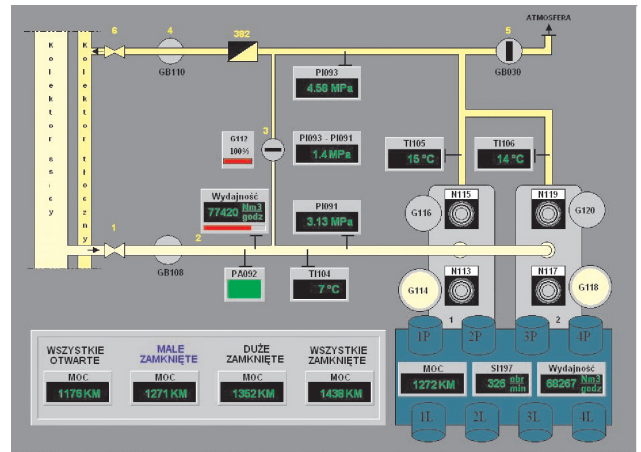 ATMOSFERA
6
4
382
5
GB110
GB030
Kolektor ssący
Kolektor tłoczny
PI093
4.56 MPa
3
G112
100%
PI093 - PI091
1.4 MPa
TI105
15 °C
TI106
14 °C
Wydajność
77420 Nm3
godz
PI091
3.13 MPa
N115
N119
G116
G120
1
2
GB108
PA092
TI104
7 °C
N113
N117
G114
G118
1
2
1P
2P
3P
4P
WSZYSTKIE
OTWARTE
MAŁE
ZAMKNIĘTE
DUŻE
ZAMKNIĘTE
WSZYSTKIE
ZAMKNIĘTE
MOC
1176 KM
MOC
1271 KM
MOC
1352 KM
MOC
1438 KM
MOC
1272 KM
SI197
326 obr
min
Wydajność
68267 Nm3
godz
1L
2L
3L
4L